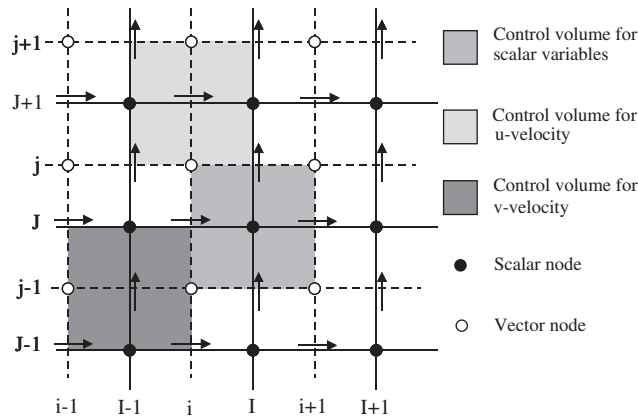 j+1
J+1
j
J
j-1
J-1
i-1 I-1 i I i+1 I+1
Control volume for
scalar variables
Control volume for
u-velocity
Control volume for
v-velocity
Scalar node
Vector node